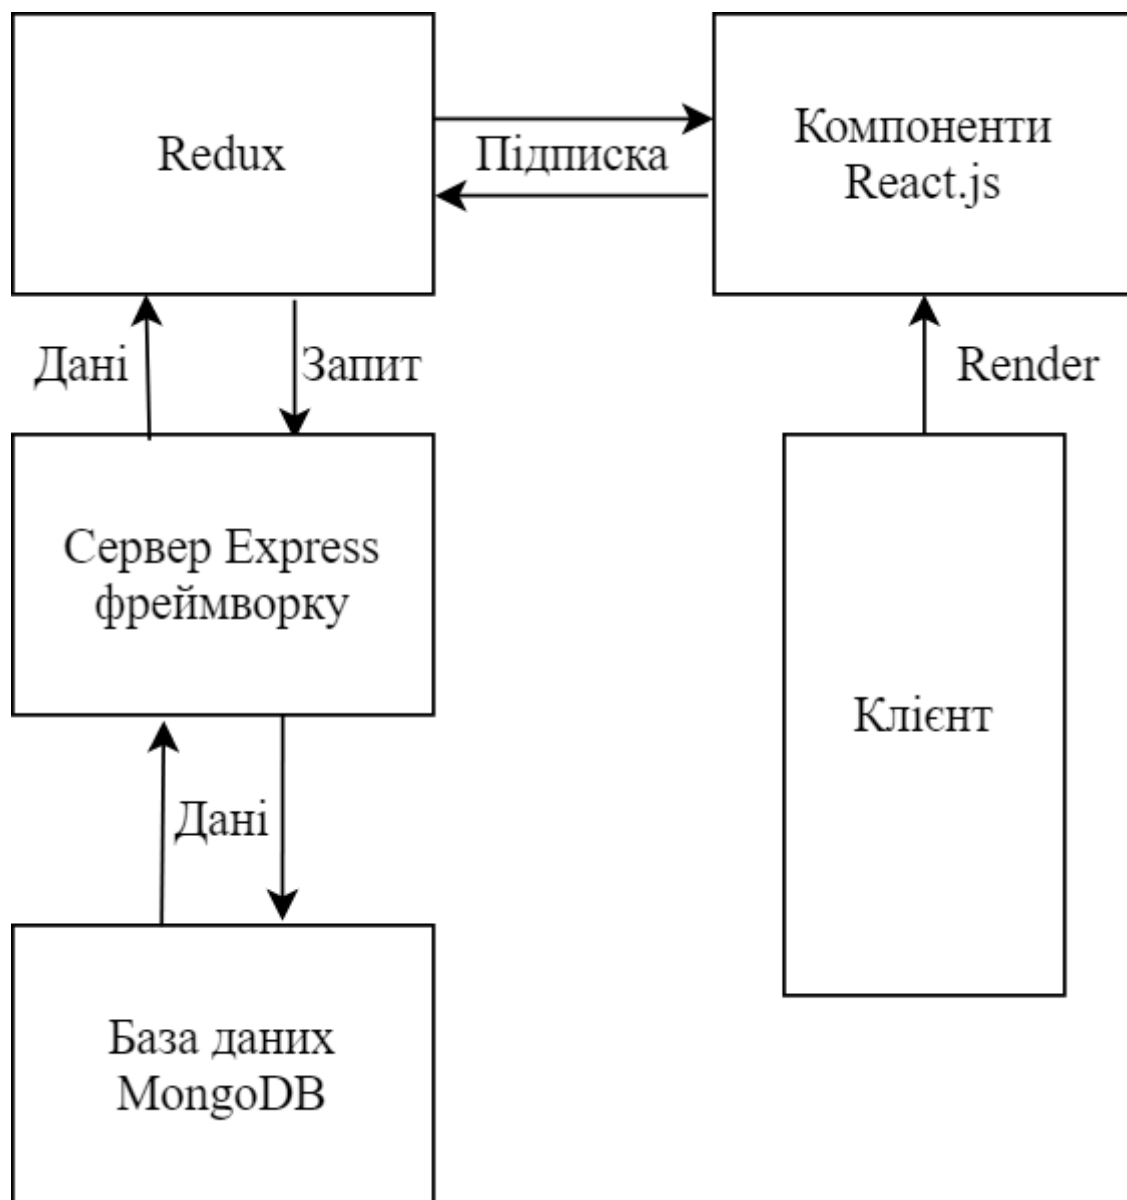 Redux
Підписка
Компоненти
React.js
Дані
Запит
Render
Сервер Express
фреймворку
Клієнт
Дані
База даних
MongoDB